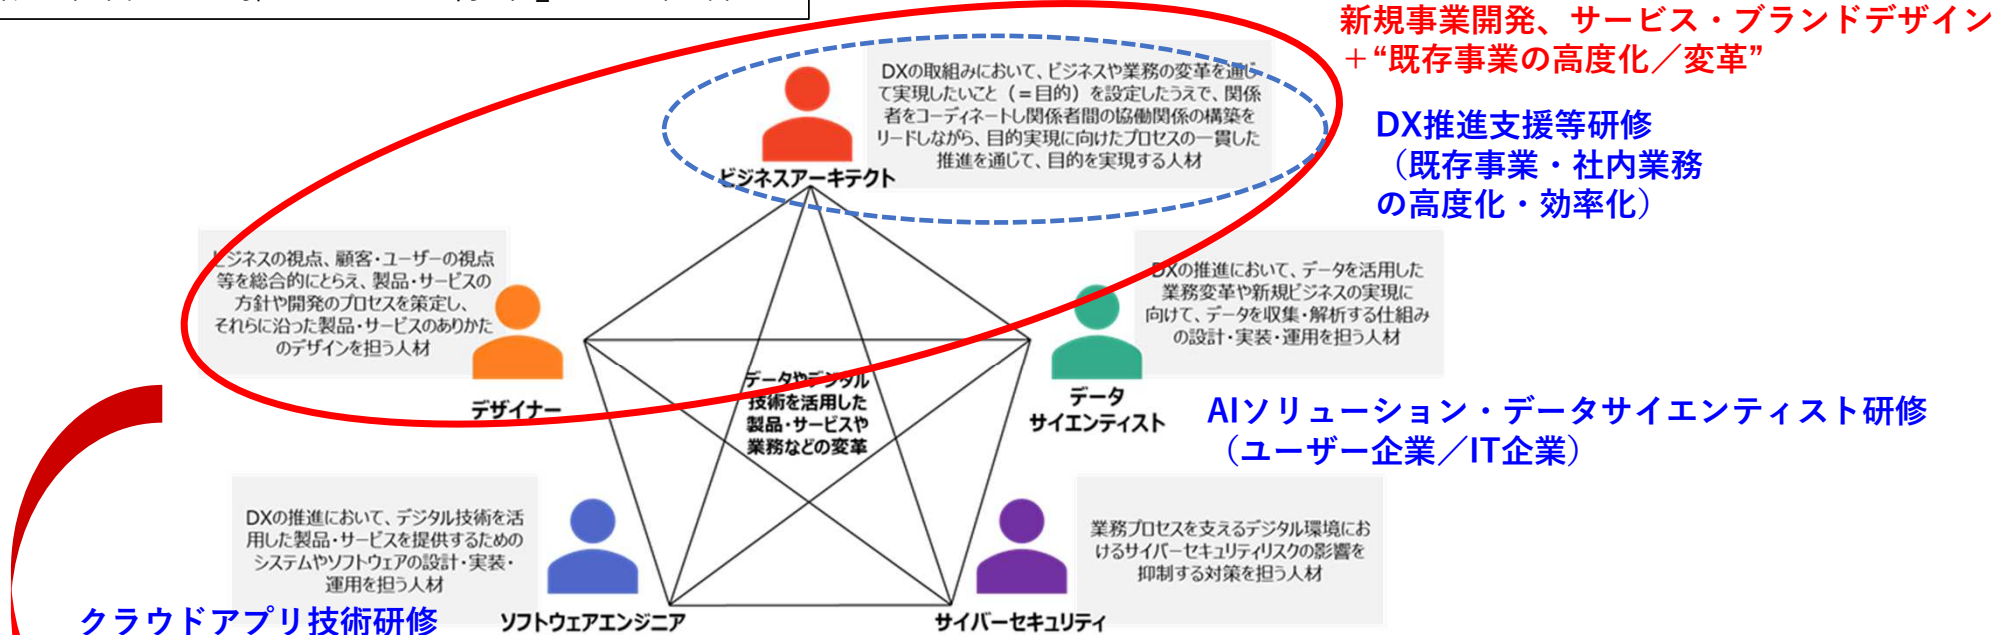 新規事業開発、サービス・ブランドデザイン
＋“既存事業の高度化／変革”
DXの取組みにおいて、ビジネスや業務の変革を通じ
て実現したいこと（＝目的）を設定したうえで、関係
者をコーディネートし関係者間の協働関係の構築を
リードしながら、目的実現に向けたプロセスの一貫した
推進を通じて、目的を実現する人材
ビジネスアーキテクト
DX推進支援等研修
（既存事業・社内業務
の高度化・効率化）
ビジネスの視点、顧客・ユーザーの視点
等を総合的にとらえ、製品・サービスの
方針や開発のプロセスを策定し、
それらに沿った製品・サービスのありかた
のデザインを担う人材
デザイナー
DXの推進において、データを活用した
業務変革や新規ビジネスの実現に
向けて、データを収集・解析する仕組み
の設計・実装・運用を担う人材
データ
サイエンティスト
データやデジタル
技術を活用した
製品・サービスや
業務などの変革
AIソリューション・データサイエンティスト研修
（ユーザー企業／IT企業）
DXの推進において、デジタル技術を活
用した製品・サービスを提供するための
システムやソフトウェアの設計・実装・
運用を担う人材
ソフトウェアエンジニア
クラウドアプリ技術研修
業務プロセスを支えるデジタル環境にお
けるサイバーセキュリティリスクの影響を
抑制する対策を担う人材
サイバーセキュリティ